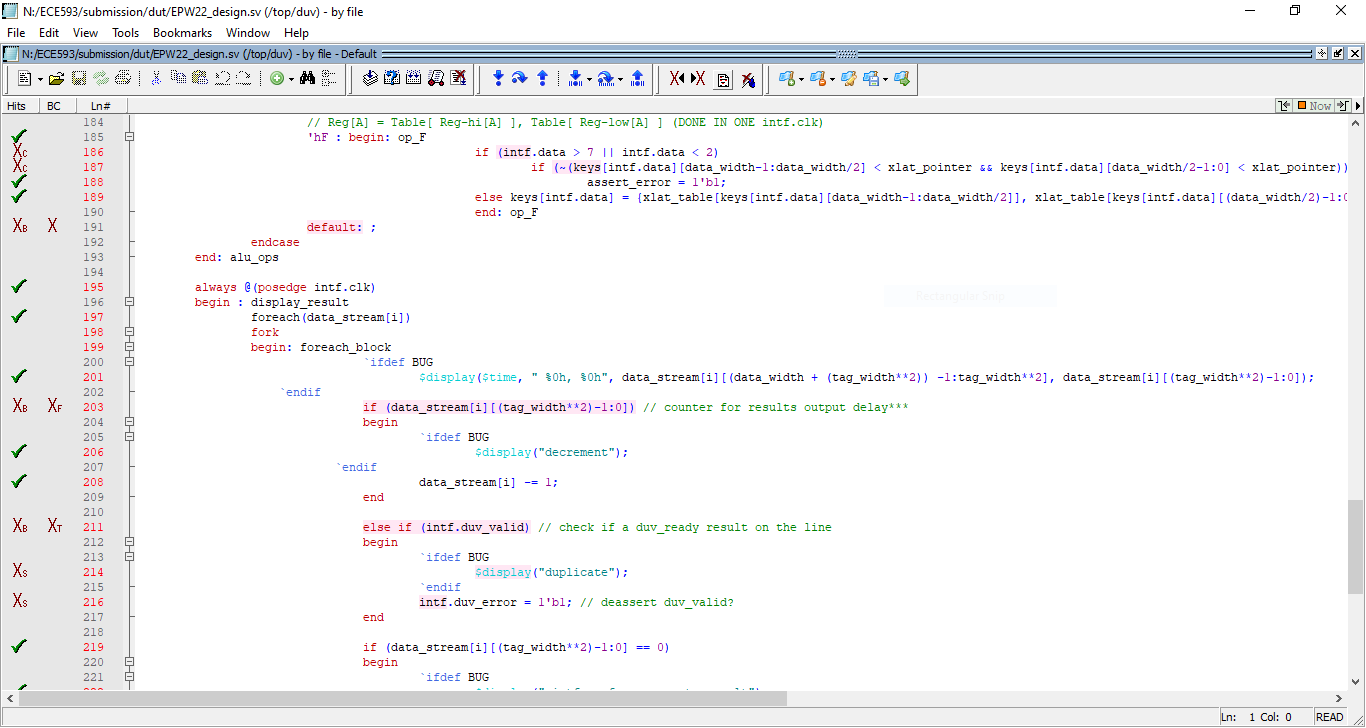 N:/ECE593/submission/dut/EPW22_design.sv (/top/duv) - by file
File Edit View Tools Bookmarks Window Help
N:/ECE593/submission/dut/EPW22_design.sv (/top/duv) - by file - Default
Hits BC Ln# Now
184 // Reg[A] = Table[ Reg-hi[A] ], Table[ Reg-low[A] ] (DONE IN ONE intf.clk)
185 'hF : begin: op_F
XC 186 if (intf.data > 7 || intf.data < 2)
XC 187 if (~(keys[intf.data][data_width-1:data_width/2] < xlat_pointer && keys[intf.data][data_width/2-1:0] < xlat_pointer))
188 assert_error = 1'b1;
189 else keys[intf.data] = {xlat_table[keys[intf.data][data_width-1:data_width/2]], xlat_table[keys[intf.data][(data_width/2)-1:0
190 end: op_F
XB X 191 default: ;
192 endcase
193 end: alu_ops
194
195 always @(posedge intf.clk)
196 begin : display_result
197 foreach(data_stream[i])
198 fork
199 begin: foreach_block
200 `ifdef BUG
201 $display($time, " %0h, %0h", data_stream[i][(data_width + (tag_width**2)) -1:tag_width**2], data_stream[i][(tag_width**2)-1:0]);
202 `endif
XB XF 203 if (data_stream[i][(tag_width**2)-1:0]) // counter for results output delay***
204 begin
205 `ifdef BUG
206 $display("decrement");
207 `endif
208 data_stream[i] -= 1;
209 end
210
XB XT 211 else if (intf.duv_valid) // check if a duv_ready result on the line
212 begin
213 `ifdef BUG
XS 214 $display("duplicate");
215 `endif
XS 216 intf.duv_error = 1'b1; // deassert duv_valid?
217 end
218
219 if (data_stream[i][(tag_width**2)-1:0] == 0)
220 begin
221 `ifdef BUG
Ln: 1 Col: 0 READ